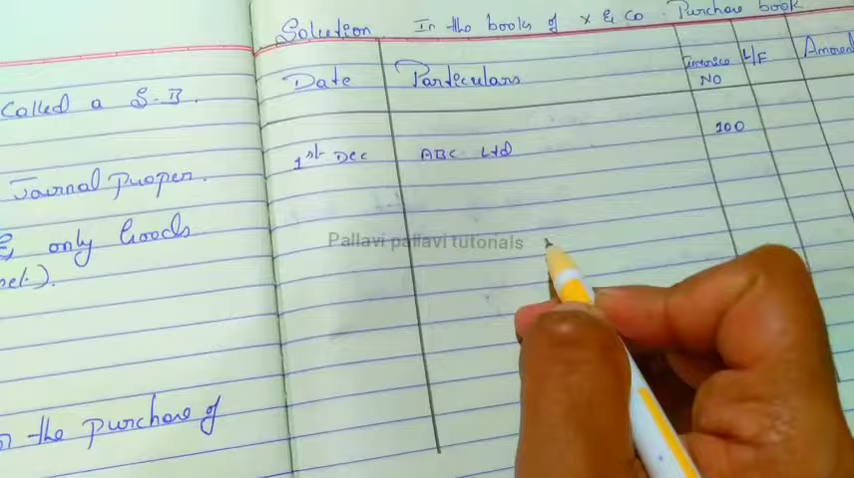 Called a S.B.
Journal Proper.
only Goods
net.).
the purchase of
Solution In the books of X & Co. Purchase book
Date Particulars Invoice NO L/F Amount
1st Dec ABC Ltd 100
Pallavi pallavi tutorials